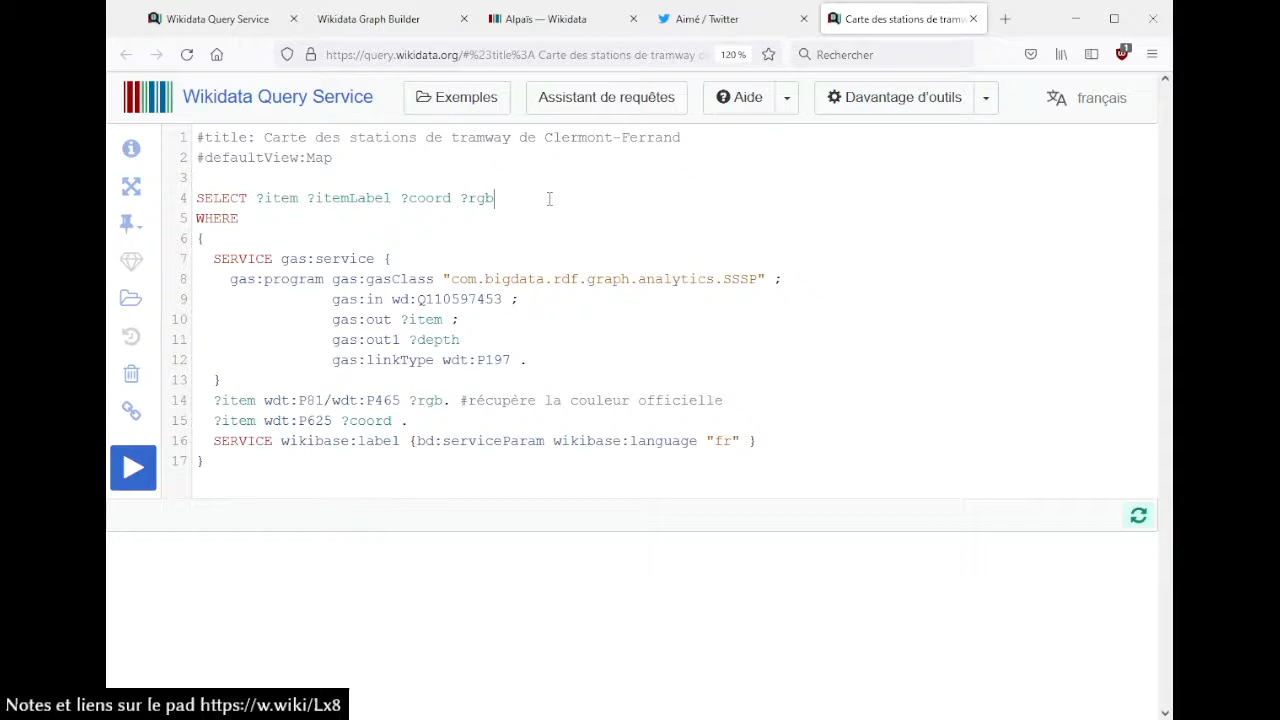 Wikidata Query Service
Wikidata Graph Builder
Alpaïs — Wikidata
Airné / Twitter
Carte des stations de tramw
https://query.wikidata.org/#%23title%3A Carte des stations de tramway de
120 %
Rechercher
1
Wikidata Query Service
Exemples
Assistant de requêtes
Aide
Davantage d'outils
français
1 #title: Carte des stations de tramway de Clermont-Ferrand
2 #defaultView:Map
3
4 SELECT ?item ?itemLabel ?coord ?rgb
5 WHERE
6 {
7 SERVICE gas:service {
8 gas:program gas:gasClass "com.bigdata.rdf.graph.analytics.SSSP" ;
9 gas:in wd:Q110597453 ;
10 gas:out ?item ;
11 gas:out1 ?depth
12 gas:linkType wdt:P197 .
13 }
14 ?item wdt:P81/wdt:P465 ?rgb. #récupère la couleur officielle
15 ?item wdt:P625 ?coord .
16 SERVICE wikibase:label {bd:serviceParam wikibase:language "fr" }
17 }
Notes et liens sur le pad https://w.wiki/Lx8